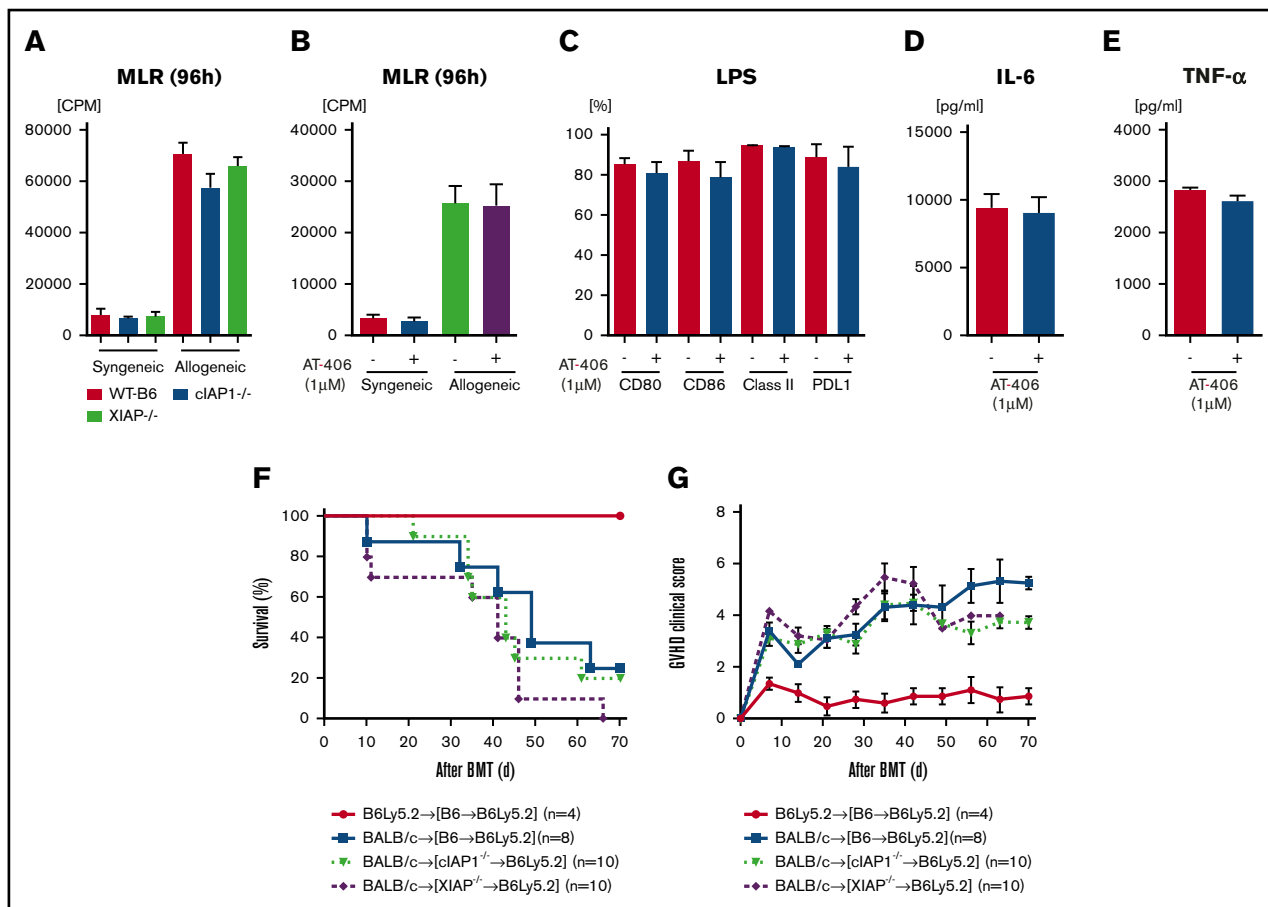 A
MLR (96h)
[CPM]
80000
60000
40000
20000
0
Syngeneic Allogeneic
WT-B6 cIAP1-/-
XIAP-/-
B
MLR (96h)
[CPM]
40000
30000
20000
10000
0
AT-406 - + - +
(1µM) Syngeneic Allogeneic
C
LPS
[%]
100
80
60
40
20
0
AT-406 - + - + - + - +
(1µM) CD80 CD86 Class II PDL1
D
IL-6
[pg/ml]
15000
10000
5000
0
- +
AT-406
(1µM)
E
TNF-α
[pg/ml]
4000
3000
2000
1000
0
- +
AT-406
(1µM)
F
Survival (%)
100
80
60
40
20
0
0 10 20 30 40 50 60 70
After BMT (d)
B6Ly5.2→[B6→B6Ly5.2] (n=4)
BALB/c→[B6→B6Ly5.2](n=8)
BALB/c→[cIAP1-/-→B6Ly5.2] (n=10)
BALB/c→[XIAP-/-→B6Ly5.2] (n=10)
G
GVHD clinical score
8
6
4
2
0
0 10 20 30 40 50 60 70
After BMT (d)
B6Ly5.2→[B6→B6Ly5.2] (n=4)
BALB/c→[B6→B6Ly5.2](n=8)
BALB/c→[cIAP1-/-→B6Ly5.2] (n=10)
BALB/c→[XIAP-/-→B6Ly5.2] (n=10)